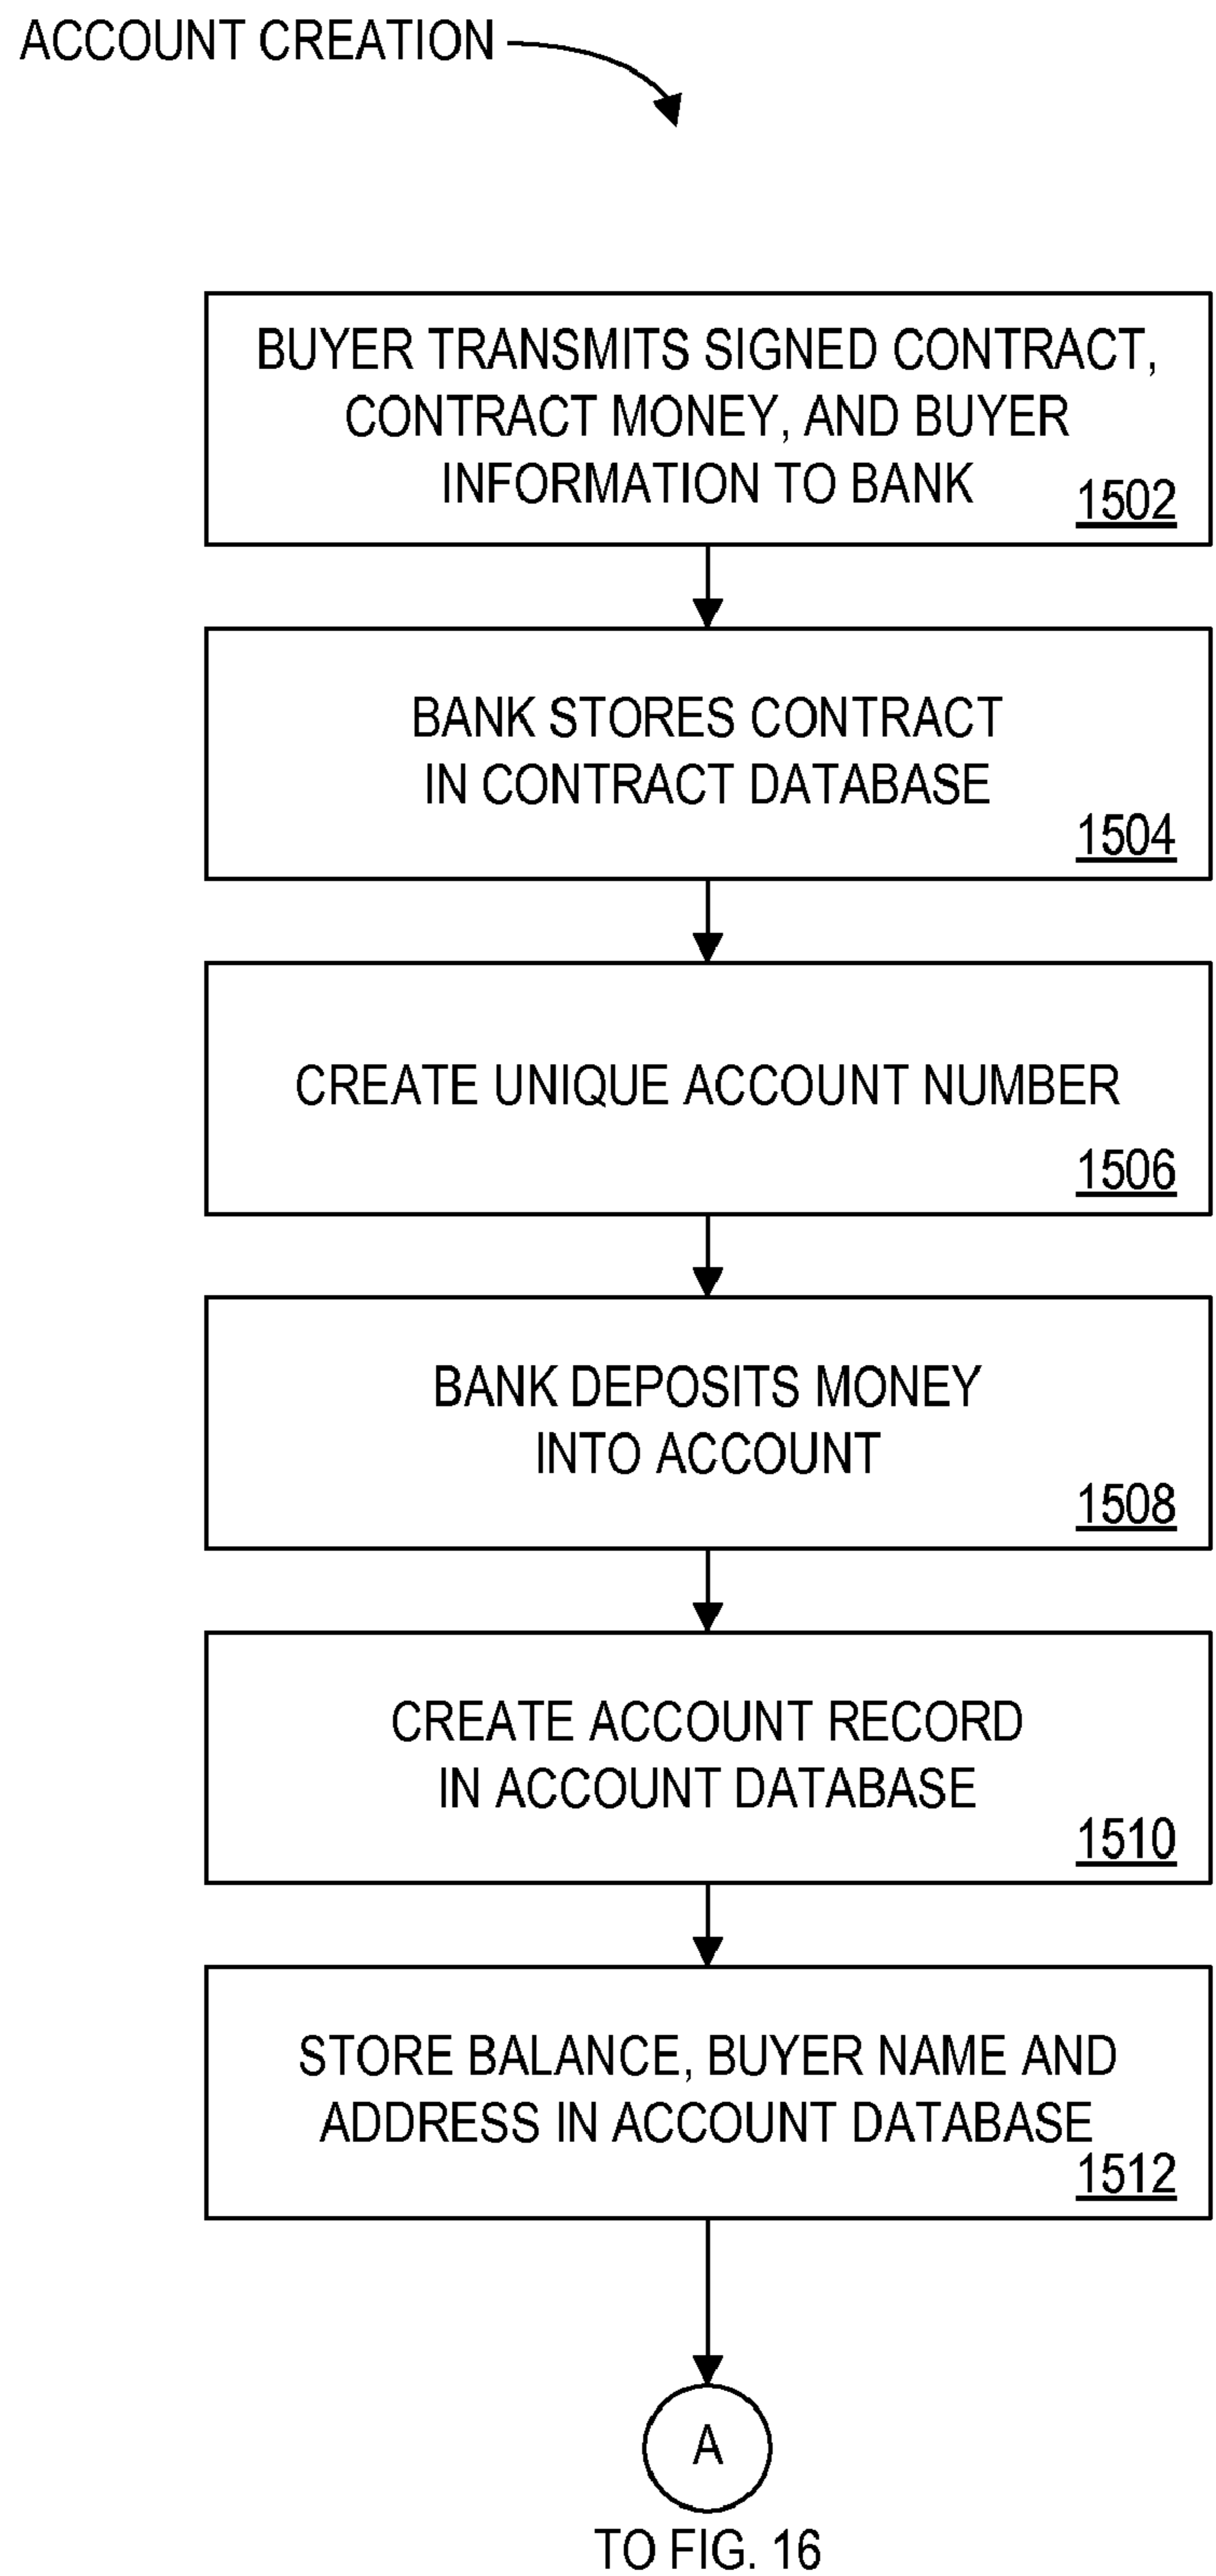 ACCOUNT CREATION
BUYER TRANSMITS SIGNED CONTRACT,
CONTRACT MONEY, AND BUYER
INFORMATION TO BANK
1502
BANK STORES CONTRACT
IN CONTRACT DATABASE
1504
CREATE UNIQUE ACCOUNT NUMBER
1506
BANK DEPOSITS MONEY
INTO ACCOUNT
1508
CREATE ACCOUNT RECORD
IN ACCOUNT DATABASE
1510
STORE BALANCE, BUYER NAME AND
ADDRESS IN ACCOUNT DATABASE
1512
A
TO FIG. 16